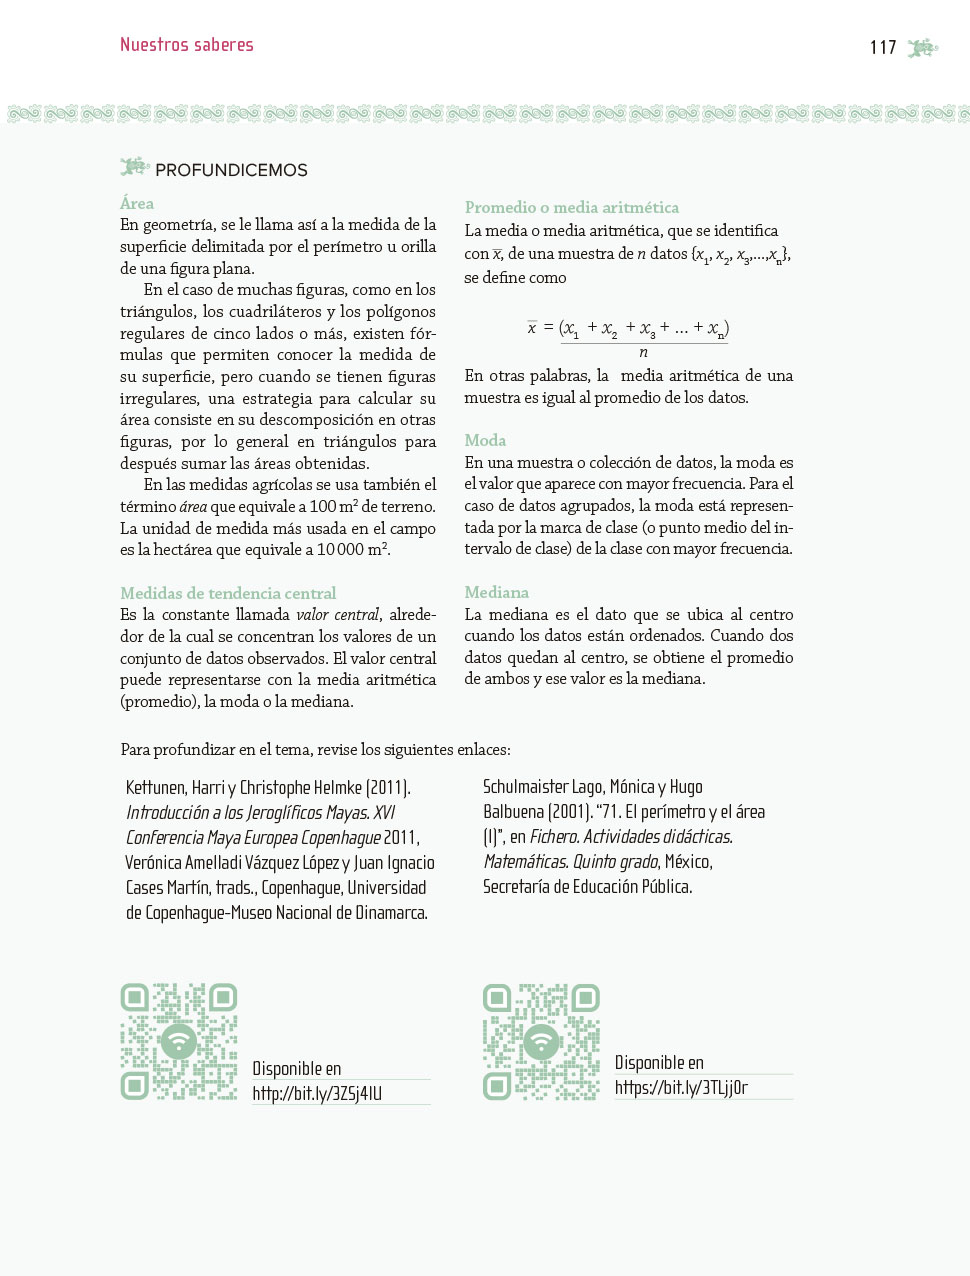 Nuestros saberes
117
PROFUNDICEMOS
Área
En geometría, se le llama así a la medida de la
superficie delimitada por el perímetro u orilla
de una figura plana.
En el caso de muchas figuras, como en los
triángulos, los cuadriláteros y los polígonos
regulares de cinco lados o más, existen fór-
mulas que permiten conocer la medida de
su superficie, pero cuando se tienen figuras
irregulares, una estrategia para calcular su
área consiste en su descomposición en otras
figuras, por lo general en triángulos para
después sumar las áreas obtenidas.
En las medidas agrícolas se usa también el
término área que equivale a 100 m² de terreno.
La unidad de medida más usada en el campo
es la hectárea que equivale a 10 000 m².
Medidas de tendencia central
Es la constante llamada valor central, alrede-
dor de la cual se concentran los valores de un
conjunto de datos observados. El valor central
puede representarse con la media aritmética
(promedio), la moda o la mediana.
Promedio o media aritmética
La media o media aritmética, que se identifica
con x̅, de una muestra de n datos {x₁, x₂, x₃,...,xₙ},
se define como
x̅ = (x₁ + x₂ + x₃ + ... + xₙ)
n
En otras palabras, la media aritmética de una
muestra es igual al promedio de los datos.
Moda
En una muestra o colección de datos, la moda es
el valor que aparece con mayor frecuencia. Para el
caso de datos agrupados, la moda está represen-
tada por la marca de clase (o punto medio del in-
tervalo de clase) de la clase con mayor frecuencia.
Mediana
La mediana es el dato que se ubica al centro
cuando los datos están ordenados. Cuando dos
datos quedan al centro, se obtiene el promedio
de ambos y ese valor es la mediana.
Para profundizar en el tema, revise los siguientes enlaces:
Kettunen, Harri y Christophe Helmke (2011).
Introducción a los Jeroglíficos Mayas. XVI
Conferencia Maya Europea Copenhague 2011,
Verónica Amelladi Vázquez López y Juan Ignacio
Cases Martín, trads., Copenhague, Universidad
de Copenhague-Museo Nacional de Dinamarca.
Disponible en
http://bit.ly/3Z5j4IU
Schulmaister Lago, Mónica y Hugo
Balbuena (2001). “71. El perímetro y el área
(I)”, en Fichero. Actividades didácticas.
Matemáticas. Quinto grado, México,
Secretaría de Educación Pública.
Disponible en
https://bit.ly/3TLjj0r